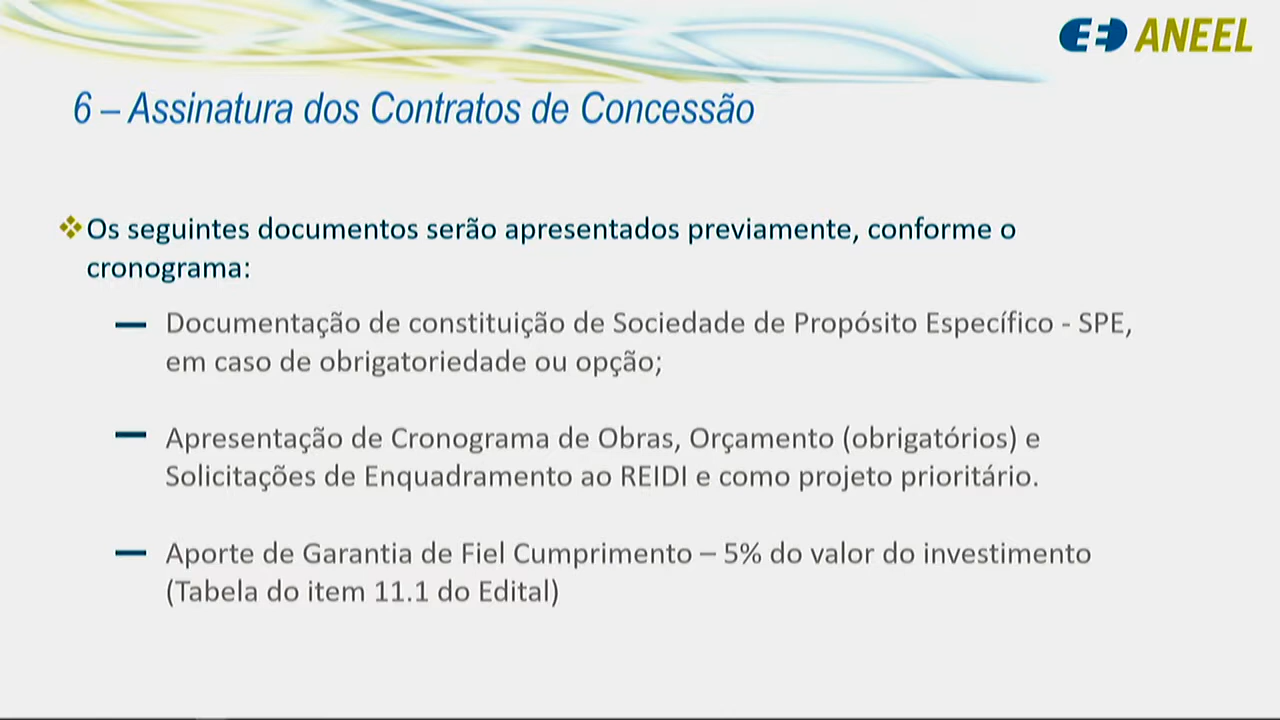 ANEEL
6 – Assinatura dos Contratos de Concessão
Os seguintes documentos serão apresentados previamente, conforme o
cronograma:
Documentação de constituição de Sociedade de Propósito Específico - SPE,
em caso de obrigatoriedade ou opção;
Apresentação de Cronograma de Obras, Orçamento (obrigatórios) e
Solicitações de Enquadramento ao REIDI e como projeto prioritário.
Aporte de Garantia de Fiel Cumprimento – 5% do valor do investimento
(Tabela do item 11.1 do Edital)